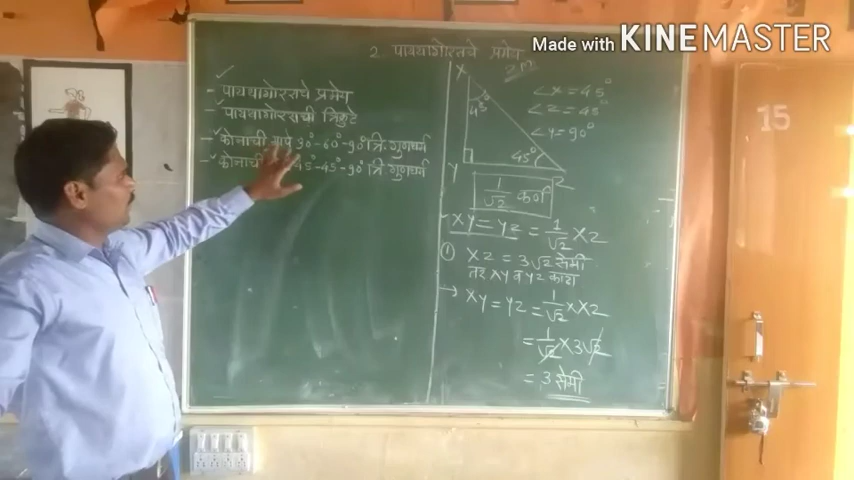 Made with KINEMASTER
2. पायथागोरसचे प्रमेय
2M
- पायथागोरसचे प्रमेय
- पायथागोरसची त्रिकुटे
- कोनाची मापे 30°-60°-90° त्रि. गुणधर्म
- कोनाची 45°-45°-90° त्रि गुणधर्म
X
45°
Y
45°
Z
∠X = 45°
∠Z = 45°
∠Y = 90°
1/√2 कर्ण
XY = YZ = 1/√2 XZ
① XZ = 3√2 सेमी
तर XY व YZ काढा
→ XY = YZ = 1/√2 × XZ
= 1/√2 × 3√2
= 3 सेमी
15